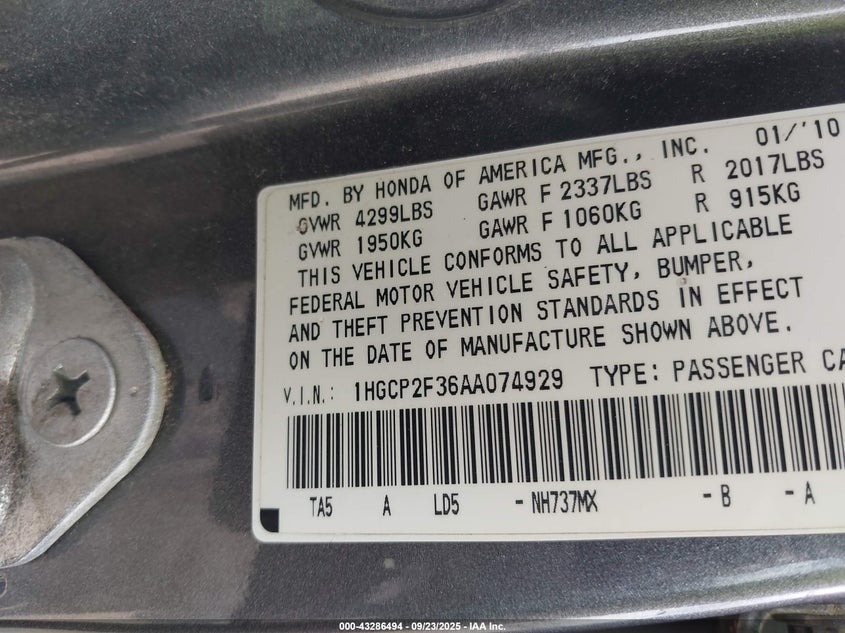 MFD. BY HONDA OF AMERICA MFG., INC. 01/'10
GVWR 4299LBS GAWR F 2337LBS R 2017LBS
GVWR 1950KG GAWR F 1060KG R 915KG
THIS VEHICLE CONFORMS TO ALL APPLICABLE
FEDERAL MOTOR VEHICLE SAFETY, BUMPER,
AND THEFT PREVENTION STANDARDS IN EFFECT
ON THE DATE OF MANUFACTURE SHOWN ABOVE.
V.I.N.: 1HGCP2F36AA074929 TYPE: PASSENGER CA
TA5 A LD5 -NH737MX -B -A
000-43286494 - 09/23/2025 - IAA Inc.